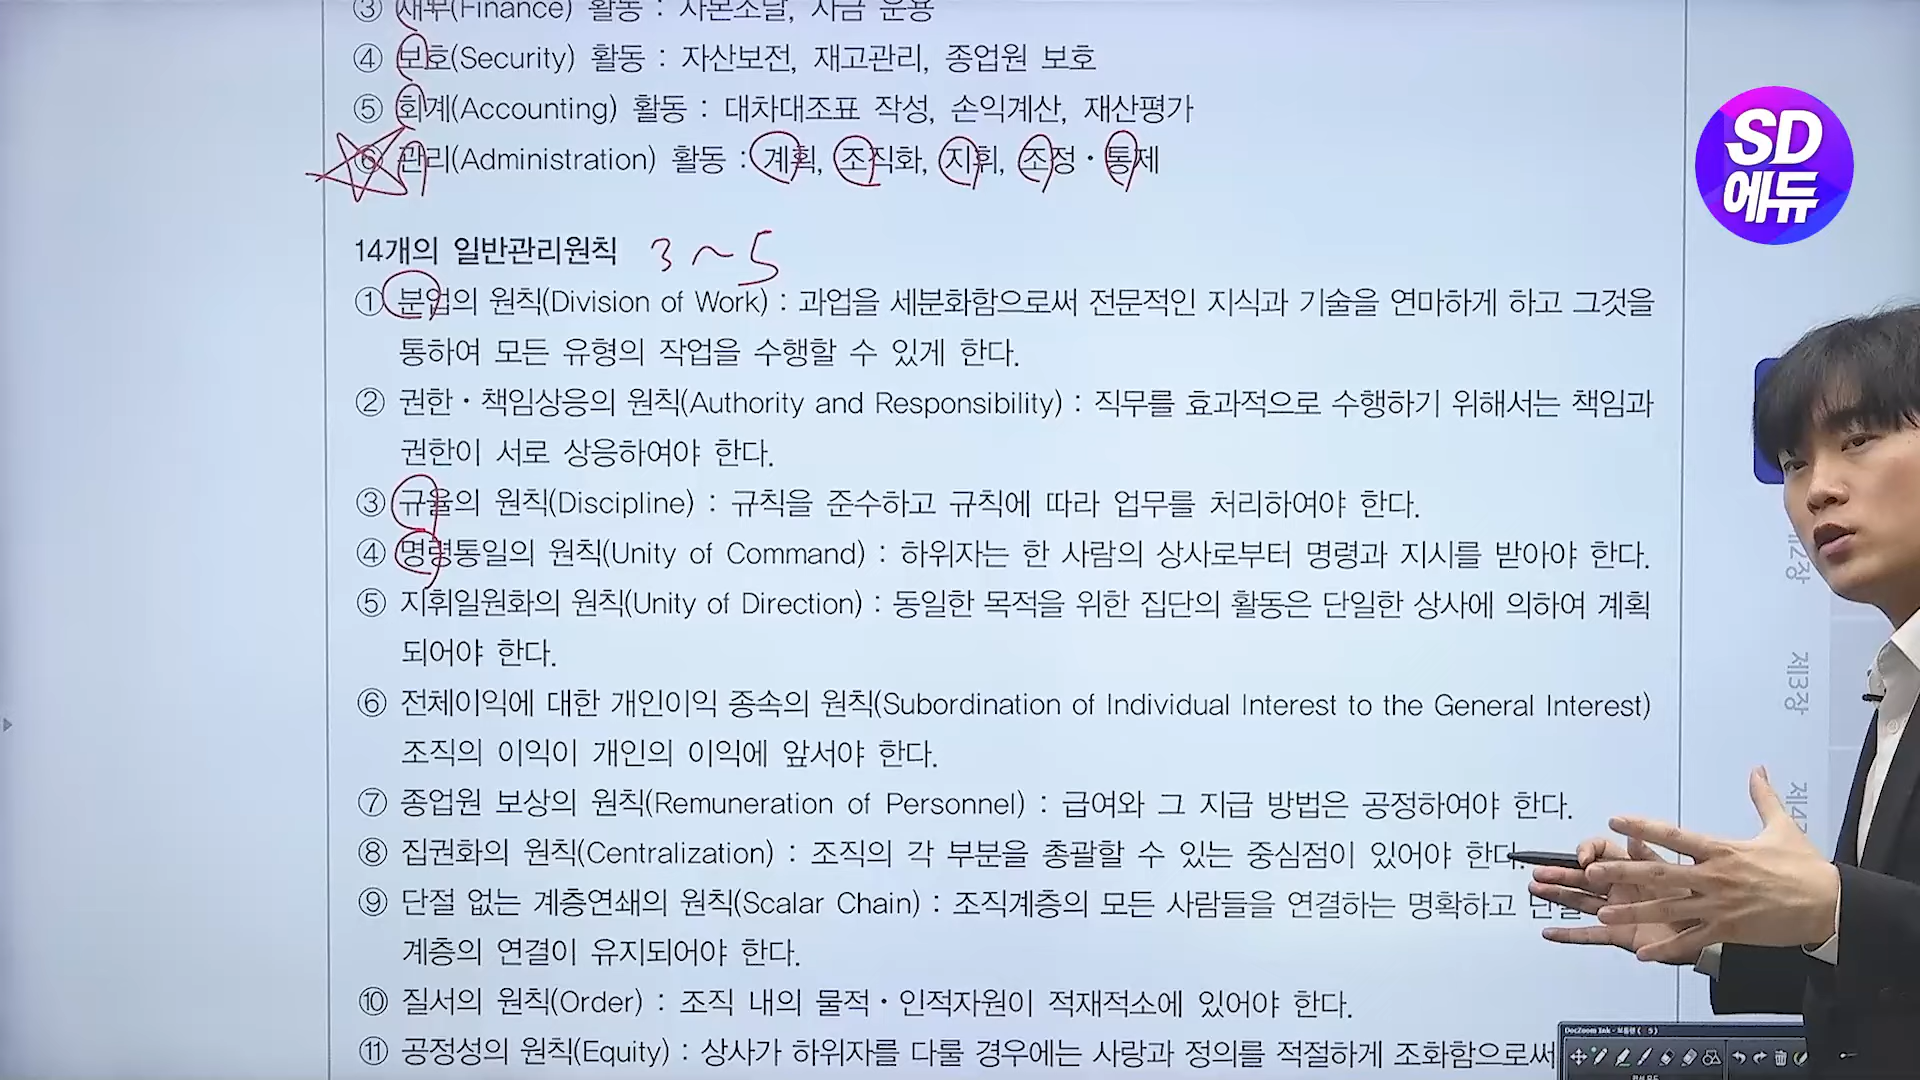 ③ 재무(Finance) 활동 : 자본조달, 자금 운용
④ 보호(Security) 활동 : 자산보전, 재고관리, 종업원 보호
⑤ 회계(Accounting) 활동 : 대차대조표 작성, 손익계산, 재산평가
⑥ 관리(Administration) 활동 : 계획, 조직화, 지휘, 조정·통제
SD
에듀
14개의 일반관리원칙 3~5
① 분업의 원칙(Division of Work) : 과업을 세분화함으로써 전문적인 지식과 기술을 연마하게 하고 그것을
통하여 모든 유형의 작업을 수행할 수 있게 한다.
② 권한·책임상응의 원칙(Authority and Responsibility) : 직무를 효과적으로 수행하기 위해서는 책임과
권한이 서로 상응하여야 한다.
③ 규율의 원칙(Discipline) : 규칙을 준수하고 규칙에 따라 업무를 처리하여야 한다.
④ 명령통일의 원칙(Unity of Command) : 하위자는 한 사람의 상사로부터 명령과 지시를 받아야 한다.
⑤ 지휘일원화의 원칙(Unity of Direction) : 동일한 목적을 위한 집단의 활동은 단일한 상사에 의하여 계획
되어야 한다.
⑥ 전체이익에 대한 개인이익 종속의 원칙(Subordination of Individual Interest to the General Interest)
조직의 이익이 개인의 이익에 앞서야 한다.
⑦ 종업원 보상의 원칙(Remuneration of Personnel) : 급여와 그 지급 방법은 공정하여야 한다.
⑧ 집권화의 원칙(Centralization) : 조직의 각 부분을 총괄할 수 있는 중심점이 있어야 한다.
⑨ 단절 없는 계층연쇄의 원칙(Scalar Chain) : 조직계층의 모든 사람들을 연결하는 명확하고
계층의 연결이 유지되어야 한다.
⑩ 질서의 원칙(Order) : 조직 내의 물적·인적자원이 적재적소에 있어야 한다.
⑪ 공정성의 원칙(Equity) : 상사가 하위자를 다룰 경우에는 사랑과 정의를 적절하게 조화함으로써
제2장
제3장
DocZoom Ink